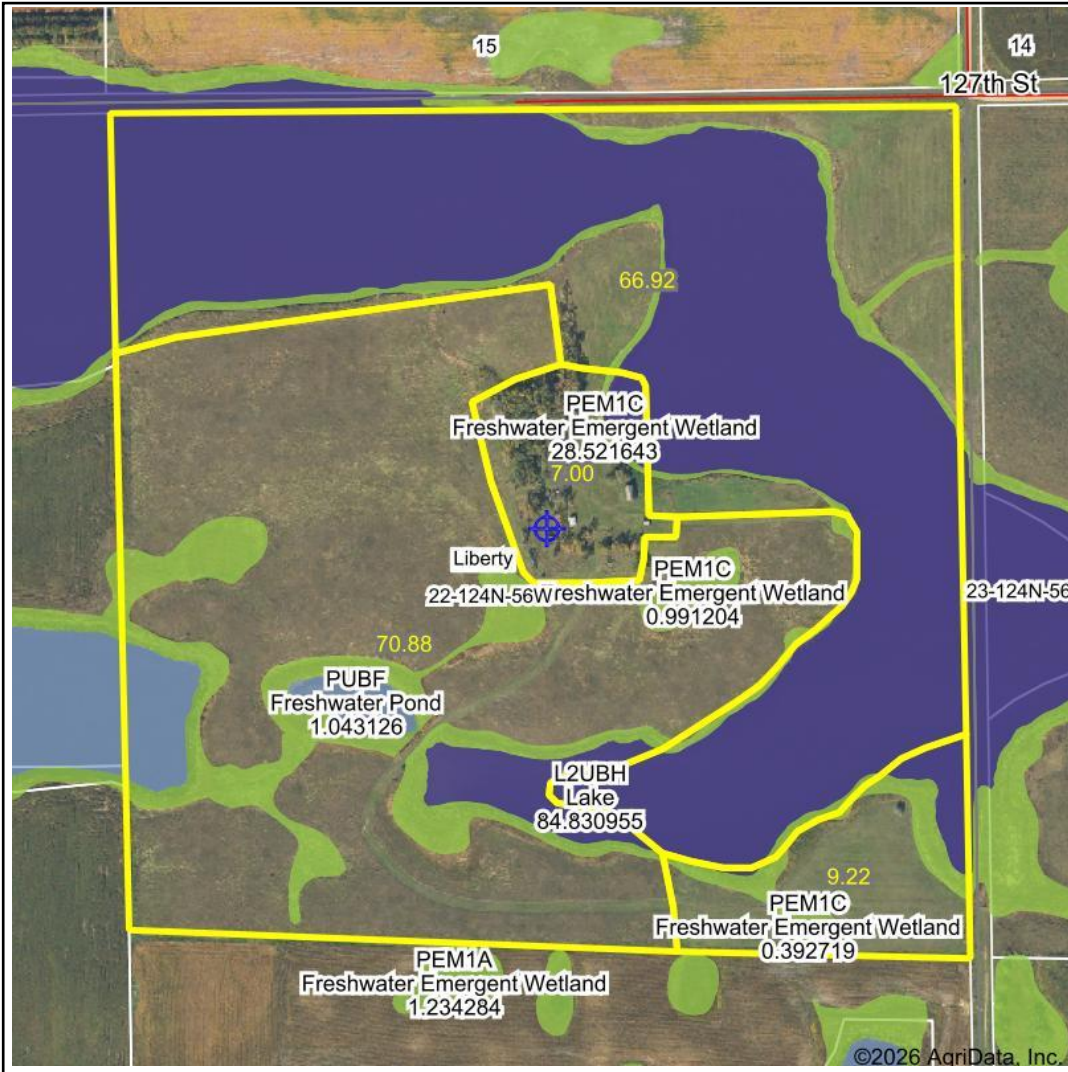 15
14
127th St
66.92
PEM1C
Freshwater Emergent Wetland
28.521643
7.00
Liberty
22-124N-56W
PEM1C
reshwater Emergent Wetland
0.991204
23-124N-56
70.88
PUBF
Freshwater Pond
1.043126
L2UBH
Lake
84.830955
9.22
PEM1C
Freshwater Emergent Wetland
0.392719
PEM1A
Freshwater Emergent Wetland
1.234284
©2026 AgriData, Inc.